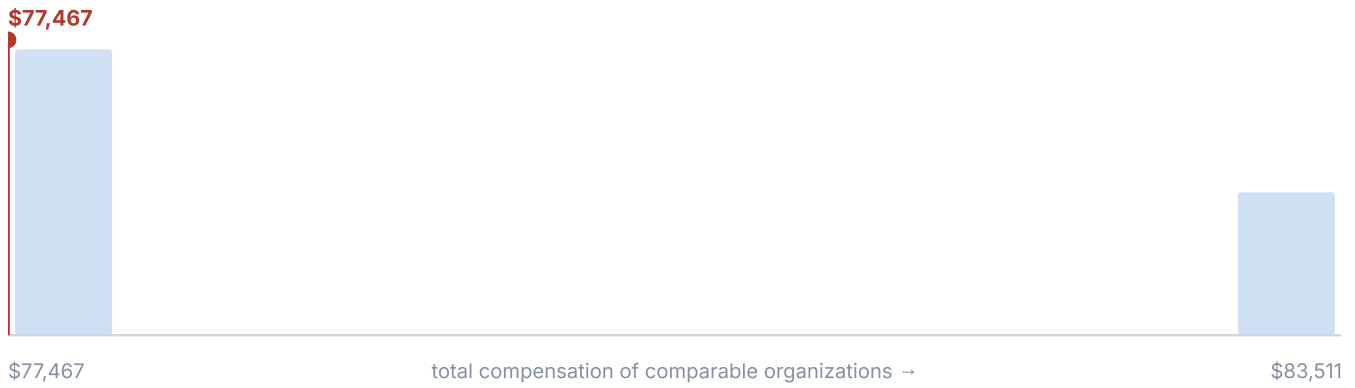 $77,467
$77,467 total compensation of comparable organizations → $83,511